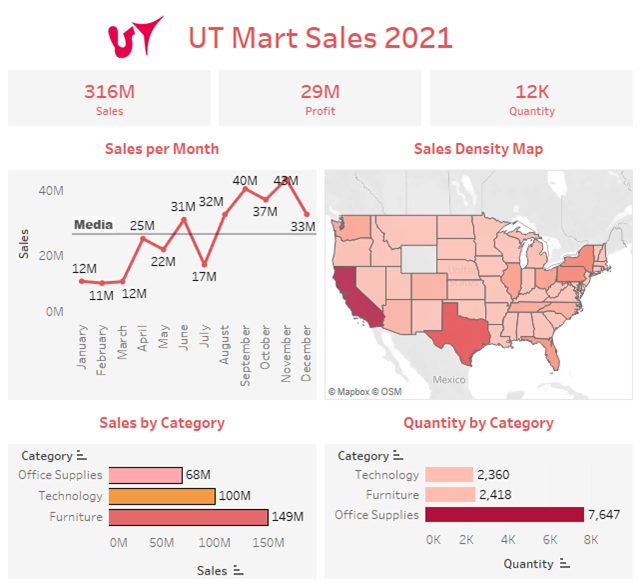 UT
UT Mart Sales 2021
316M
Sales
29M
Profit
12K
Quantity
Sales per Month
Sales
40M
20M
0M
Media
12M
11M
12M
25M
22M
31M
17M
32M
40M
37M
43M
33M
January
February
March
April
May
June
July
August
September
October
November
December
Sales Density Map
United
Mexico
© Mapbox © OSM
Sales by Category
Category
Office Supplies
68M
Technology
100M
Furniture
149M
0M 50M 100M 150M
Sales
Quantity by Category
Category
Technology
2,360
Furniture
2,418
Office Supplies
7,647
0K 2K 4K 6K 8K
Quantity